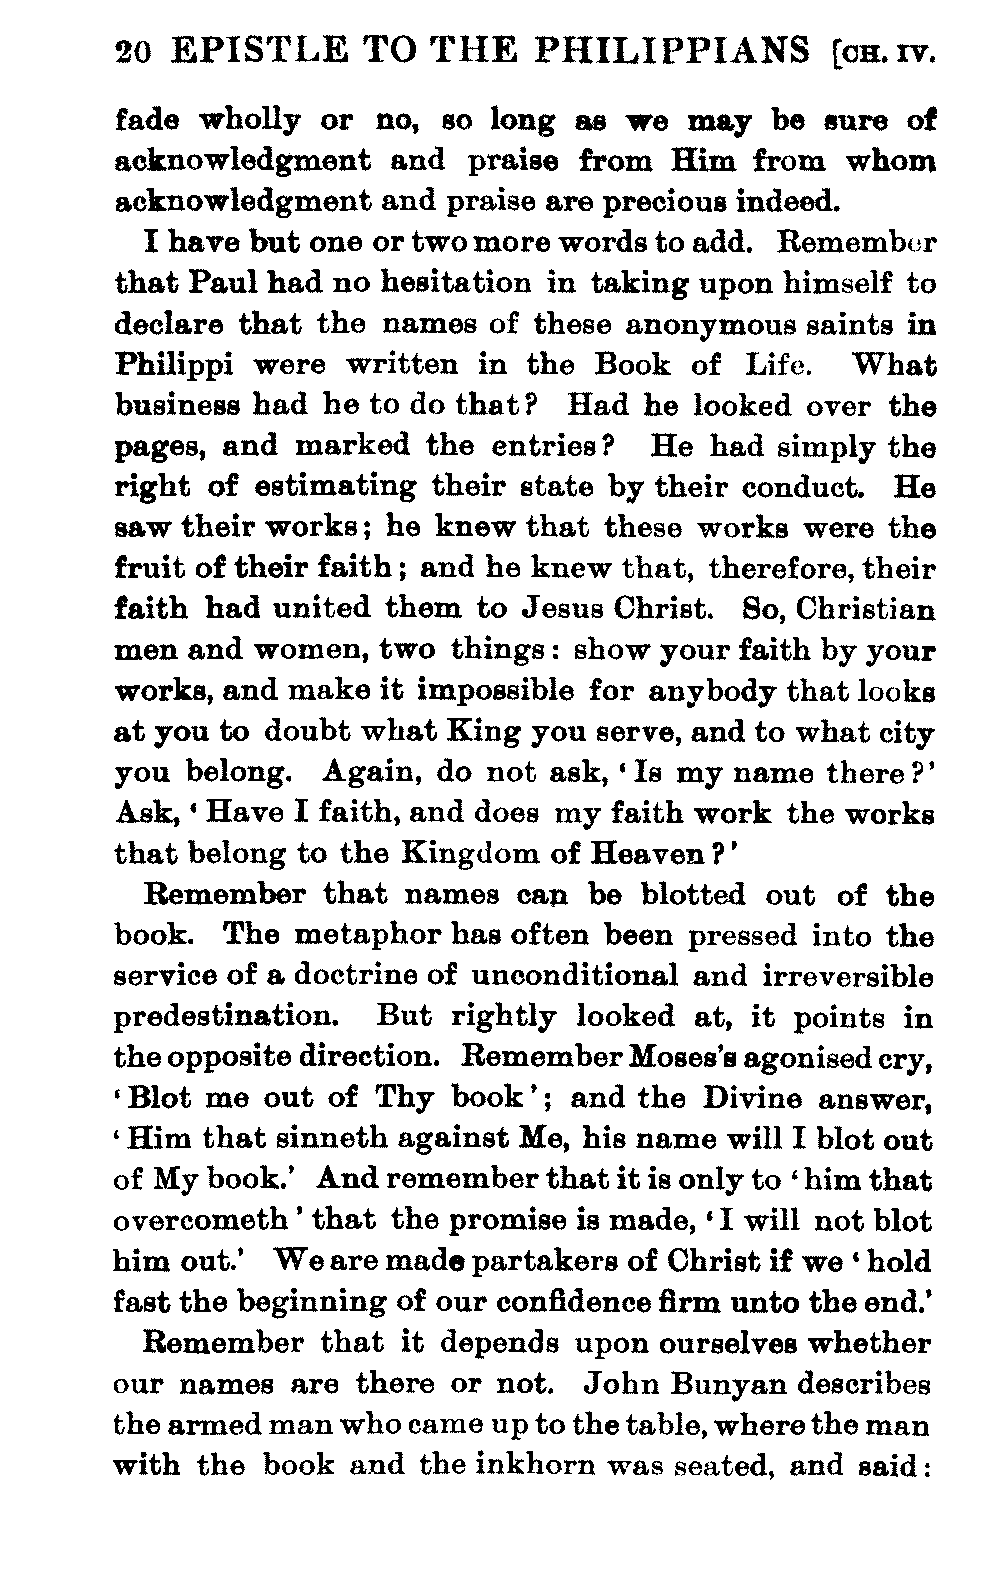 20 EPISTLE TO THE PHILIPPIANS [CH. IV.
fade wholly or no, so long as we may be sure of
acknowledgment and praise from Him from whom
acknowledgment and praise are precious indeed.
I have but one or two more words to add. Remember
that Paul had no hesitation in taking upon himself to
declare that the names of these anonymous saints in
Philippi were written in the Book of Life. What
business had he to do that? Had he looked over the
pages, and marked the entries? He had simply the
right of estimating their state by their conduct. He
saw their works; he knew that these works were the
fruit of their faith; and he knew that, therefore, their
faith had united them to Jesus Christ. So, Christian
men and women, two things: show your faith by your
works, and make it impossible for anybody that looks
at you to doubt what King you serve, and to what city
you belong. Again, do not ask, ‘Is my name there?’
Ask, ‘Have I faith, and does my faith work the works
that belong to the Kingdom of Heaven?’
Remember that names can be blotted out of the
book. The metaphor has often been pressed into the
service of a doctrine of unconditional and irreversible
predestination. But rightly looked at, it points in
the opposite direction. Remember Moses’s agonised cry,
‘Blot me out of Thy book’; and the Divine answer,
‘Him that sinneth against Me, his name will I blot out
of My book.’ And remember that it is only to ‘him that
overcometh’ that the promise is made, ‘I will not blot
him out.’ We are made partakers of Christ if we ‘hold
fast the beginning of our confidence firm unto the end.’
Remember that it depends upon ourselves whether
our names are there or not. John Bunyan describes
the armed man who came up to the table, where the man
with the book and the inkhorn was seated, and said: